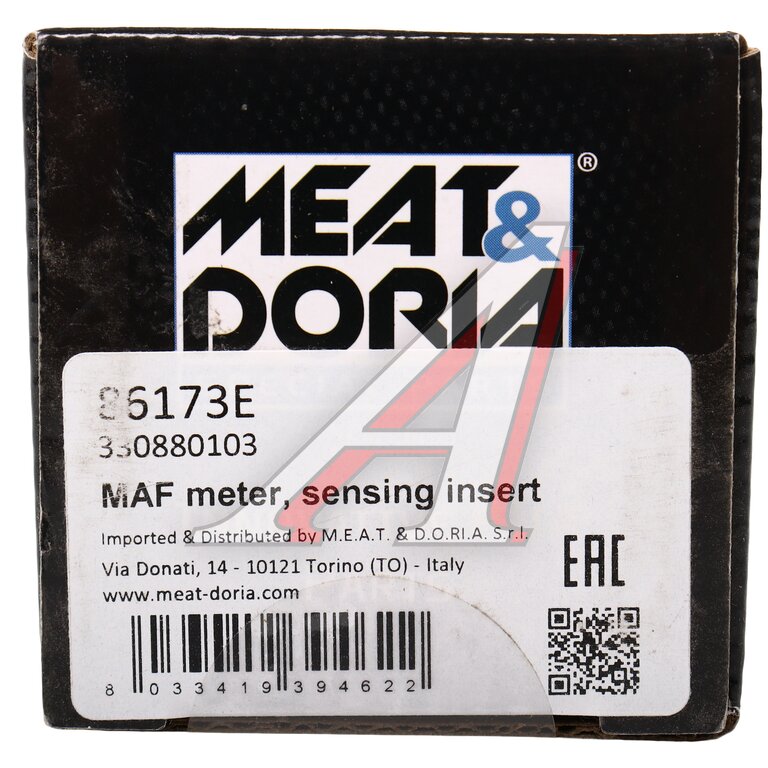 MEAT& ®
DORIA
86173E
330880103
MAF meter, sensing insert
Imported & Distributed by M.E.A.T. & D.O.R.I.A. S.r.l.
Via Donati, 14 - 10121 Torino (TO) - Italy
www.meat-doria.com
EAC
8 033419 394622